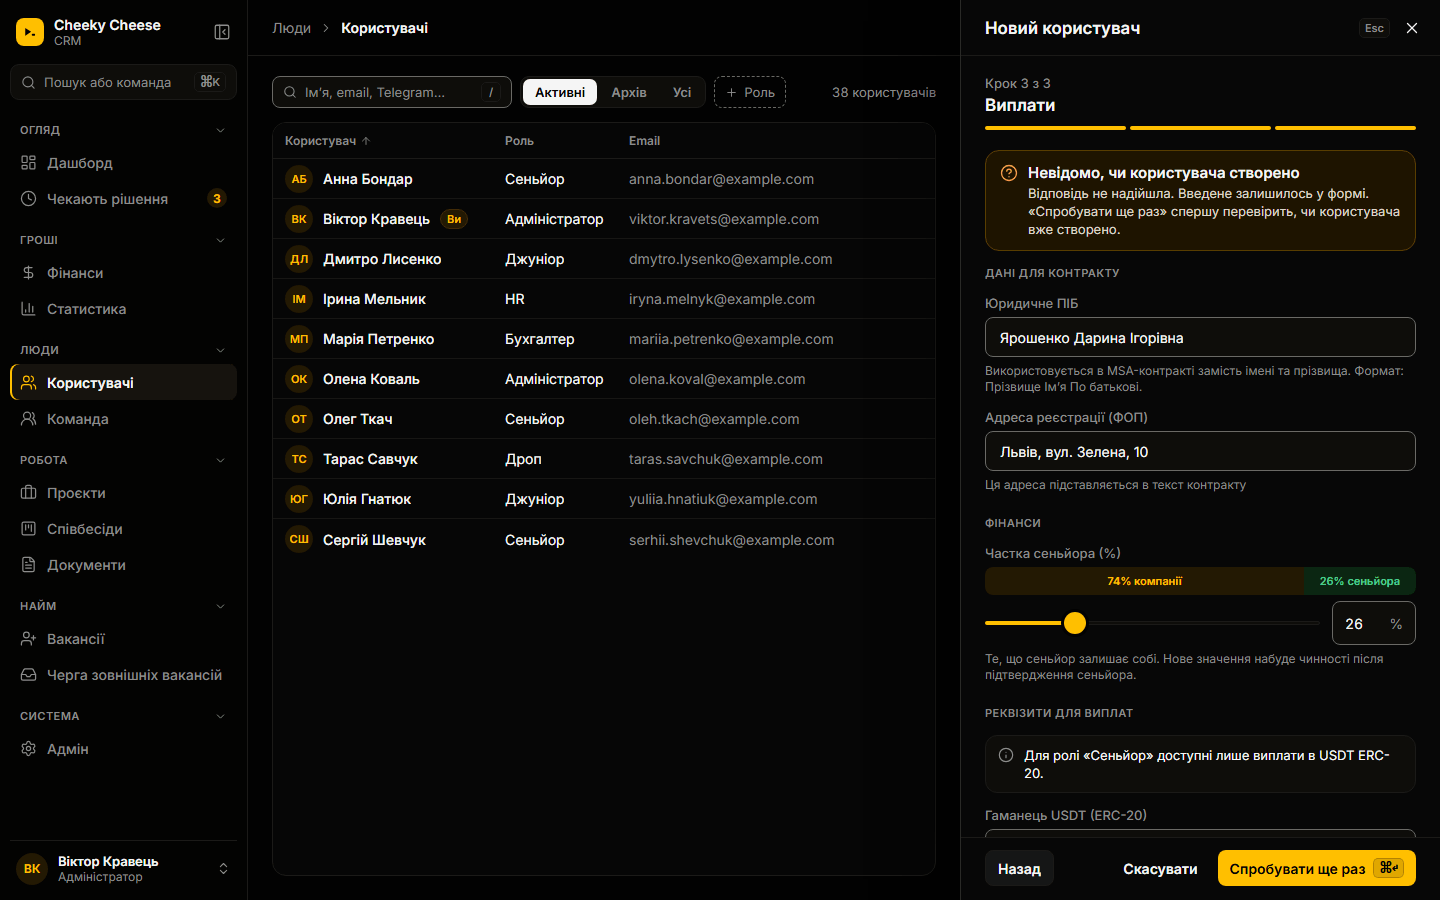 Cheeky Cheese
CRM
Пошук або команда ⌘K
ОГЛЯД
Дашборд
Чекають рішення 3
ГРОШІ
Фінанси
Статистика
ЛЮДИ
Користувачі
Команда
РОБОТА
Проєкти
Співбесіди
Документи
НАЙМ
Вакансії
Черга зовнішніх вакансій
СИСТЕМА
Адмін
ВК Віктор Кравець
Адміністратор
Люди > Користувачі
Ім'я, email, Telegram... /
Активні Архів Усі
+ Роль
38 користувачів
Користувач ↑ Роль Email
АБ Анна Бондар Сеньйор anna.bondar@example.com
ВК Віктор Кравець Ви Адміністратор viktor.kravets@example.com
ДЛ Дмитро Лисенко Джуніор dmytro.lysenko@example.com
ІМ Ірина Мельник HR iryna.melnyk@example.com
МП Марія Петренко Бухгалтер mariia.petrenko@example.com
ОК Олена Коваль Адміністратор olena.koval@example.com
ОТ Олег Ткач Сеньйор oleh.tkach@example.com
ТС Тарас Савчук Дроп taras.savchuk@example.com
ЮГ Юлія Гнатюк Джуніор yuliia.hnatiuk@example.com
СШ Сергій Шевчук Сеньйор serhii.shevchuk@example.com
Новий користувач Esc
Крок 3 з 3
Виплати
Невідомо, чи користувача створено
Відповідь не надійшла. Введене залишилось у формі.
«Спробувати ще раз» спершу перевірить, чи користувача
вже створено.
ДАНІ ДЛЯ КОНТРАКТУ
Юридичне ПІБ
Ярошенко Дарина Ігорівна
Використовується в MSA-контракті замість імені та прізвища. Формат:
Прізвище Ім'я По батькові.
Адреса реєстрації (ФОП)
Львів, вул. Зелена, 10
Ця адреса підставляється в текст контракту
ФІНАНСИ
Частка сеньйора (%)
74% компанії 26% сеньйора
26 %
Те, що сеньйор залишає собі. Нове значення набуде чинності після
підтвердження сеньйора.
РЕКВІЗИТИ ДЛЯ ВИПЛАТ
Для ролі «Сеньйор» доступні лише виплати в USDT ERC-
20.
Гаманець USDT (ERC-20)
Назад Скасувати Спробувати ще раз ⌘↵